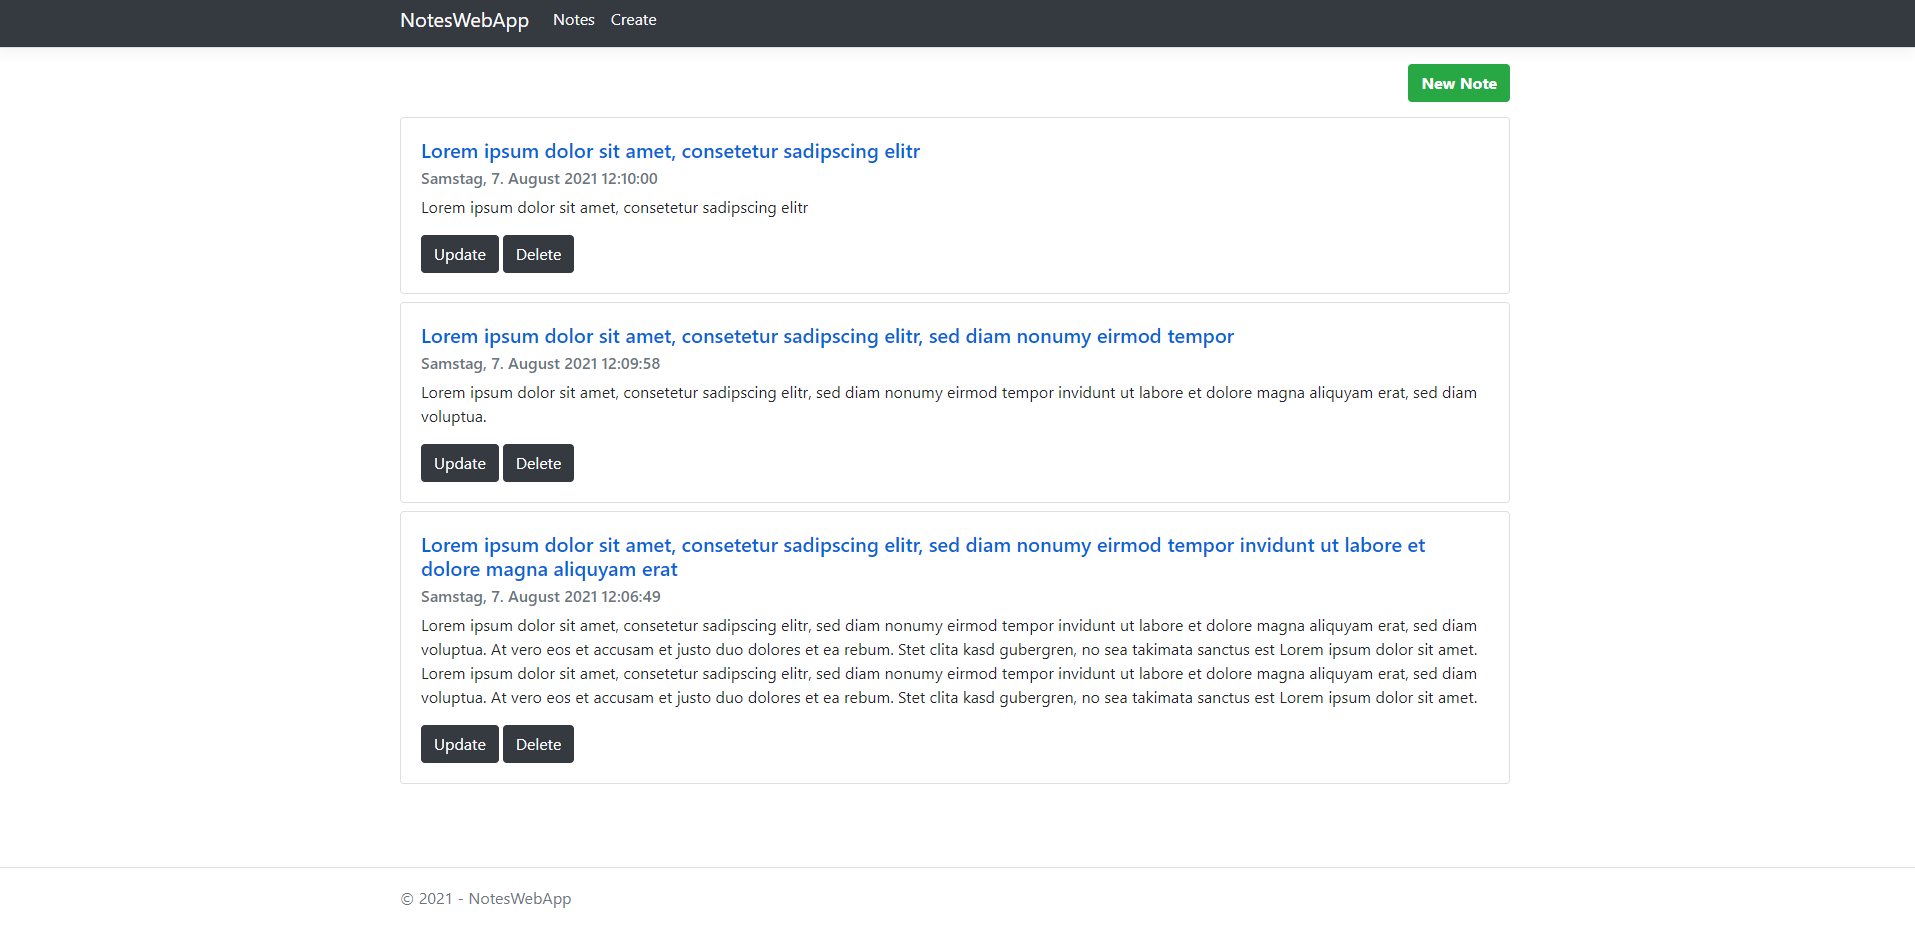 NotesWebApp Notes Create
New Note
Lorem ipsum dolor sit amet, consetetur sadipscing elitr
Samstag, 7. August 2021 12:10:00
Lorem ipsum dolor sit amet, consetetur sadipscing elitr
Update Delete
Lorem ipsum dolor sit amet, consetetur sadipscing elitr, sed diam nonumy eirmod tempor
Samstag, 7. August 2021 12:09:58
Lorem ipsum dolor sit amet, consetetur sadipscing elitr, sed diam nonumy eirmod tempor invidunt ut labore et dolore magna aliquyam erat, sed diam
voluptua.
Update Delete
Lorem ipsum dolor sit amet, consetetur sadipscing elitr, sed diam nonumy eirmod tempor invidunt ut labore et
dolore magna aliquyam erat
Samstag, 7. August 2021 12:06:49
Lorem ipsum dolor sit amet, consetetur sadipscing elitr, sed diam nonumy eirmod tempor invidunt ut labore et dolore magna aliquyam erat, sed diam
voluptua. At vero eos et accusam et justo duo dolores et ea rebum. Stet clita kasd gubergren, no sea takimata sanctus est Lorem ipsum dolor sit amet.
Lorem ipsum dolor sit amet, consetetur sadipscing elitr, sed diam nonumy eirmod tempor invidunt ut labore et dolore magna aliquyam erat, sed diam
voluptua. At vero eos et accusam et justo duo dolores et ea rebum. Stet clita kasd gubergren, no sea takimata sanctus est Lorem ipsum dolor sit amet.
Update Delete
© 2021 - NotesWebApp